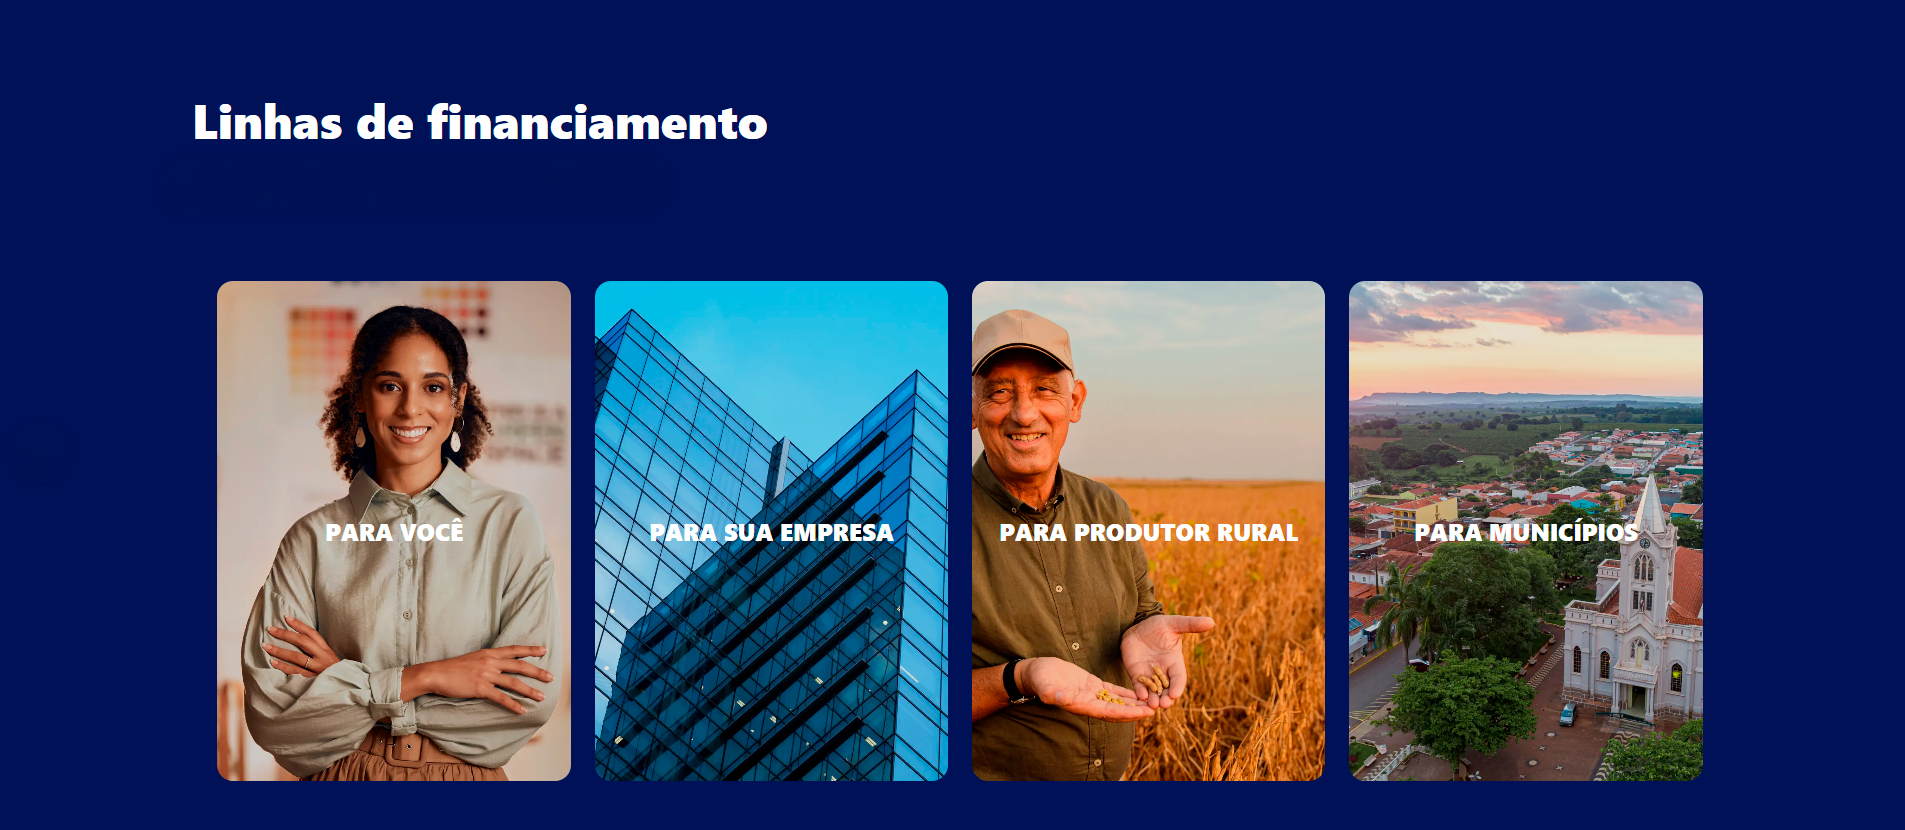 Linhas de financiamento
PARA VOCÊ
PARA SUA EMPRESA
PARA PRODUTOR RURAL
PARA MUNICÍPIOS